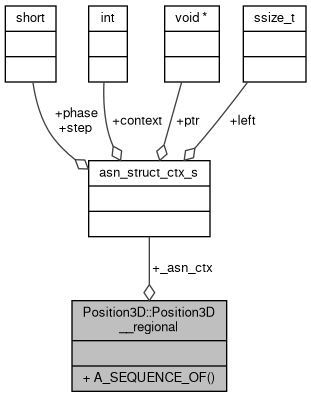 short
int
void *
ssize_t
+phase
+step
+context
+ptr
+left
asn_struct_ctx_s
+_asn_ctx
Position3D::Position3D
__regional
+ A_SEQUENCE_OF()